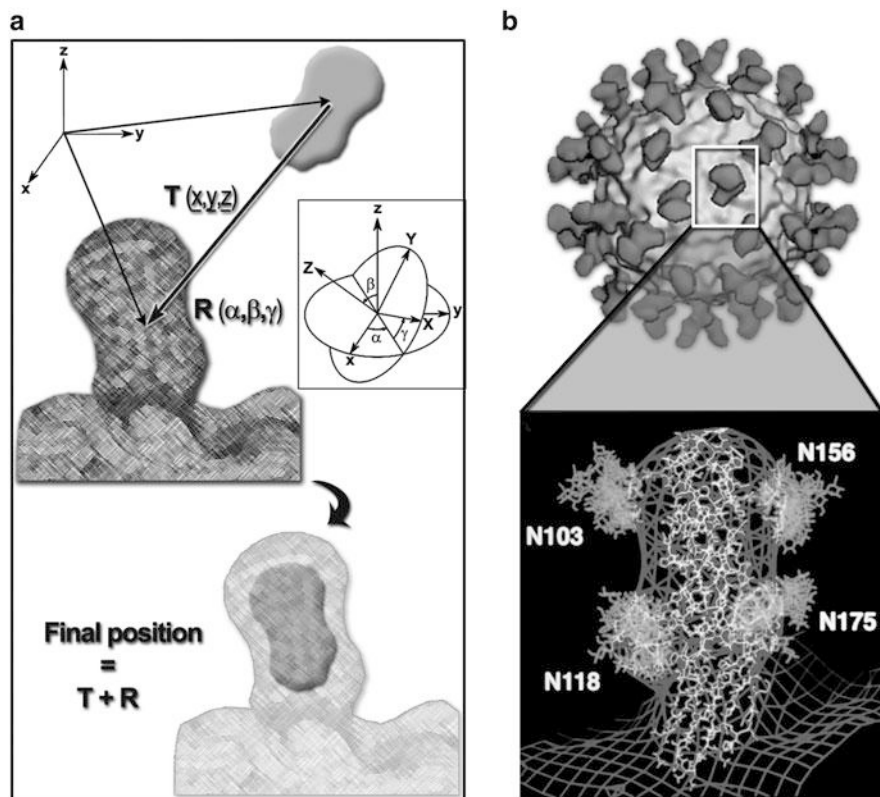 a
z
y
x
T (x,y,z)
R (α,β,γ)
z
Z
Y
β
X
y
γ
α
x
Final position
=
T + R
b
N156
N103
N175
N118